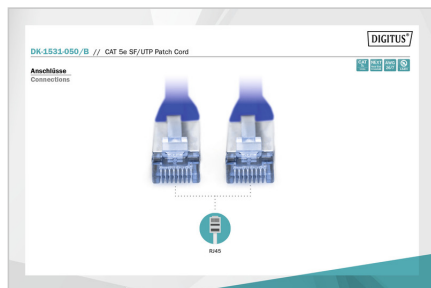 DIGITUS®
DK-1531-050/B // CAT 5e SF/UTP Patch Cord
Anschlüsse
Connections
RJ45